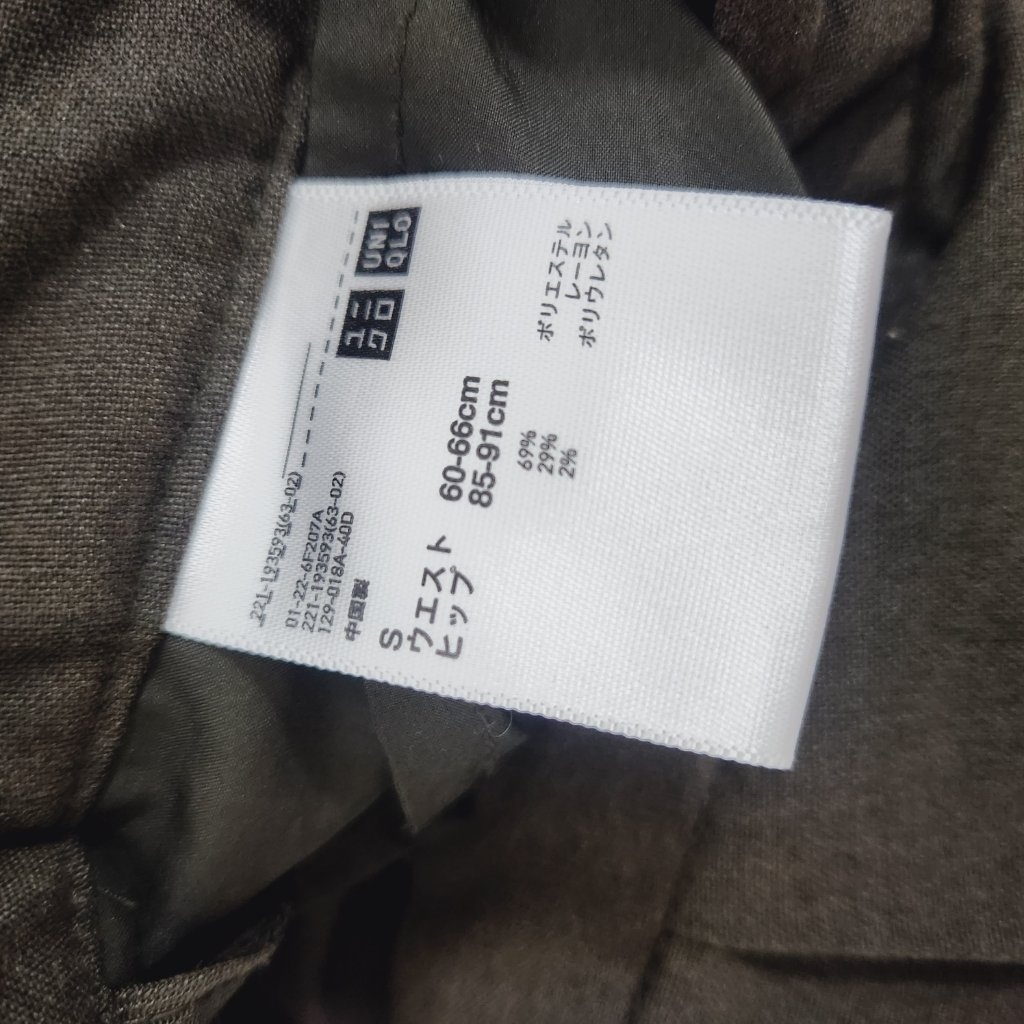 221-193593(63-02)
ユニ
クロ
UNI
QLO
01-22-6F207A
221-193593(63-02)
129-018A-40D
中国製
S
ウエスト 60-66cm
ヒップ 85-91cm
69% ポリエステル
29% レーヨン
2% ポリウレタン